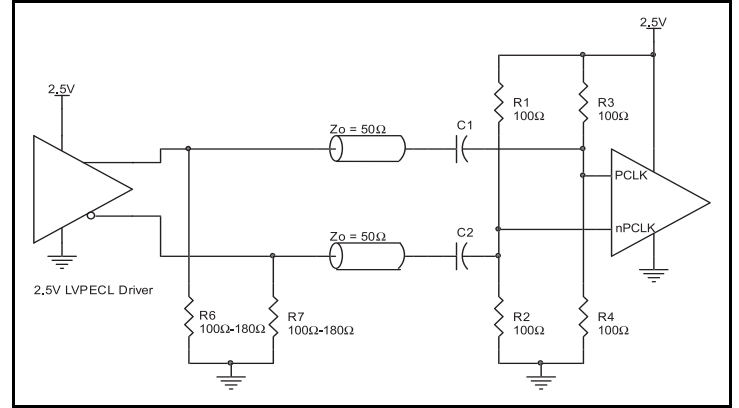 2.5V
2.5V
R1
100Ω
R3
100Ω
Zo = 50Ω
C1
PCLK
nPCLK
Zo = 50Ω
C2
2.5V LVPECL Driver
R6
100Ω-180Ω
R7
100Ω-180Ω
R2
100Ω
R4
100Ω